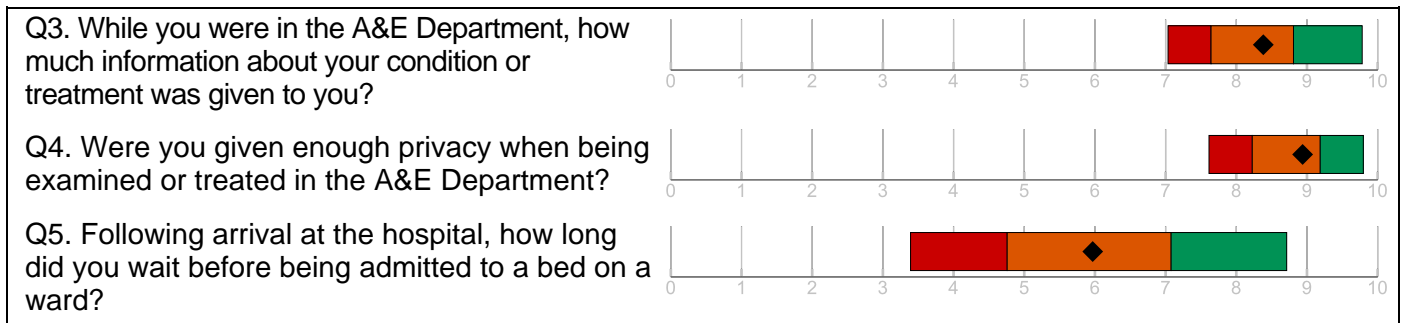 Q3. While you were in the A&E Department, how
much information about your condition or
treatment was given to you?
0 1 2 3 4 5 6 7 8 9 10
Q4. Were you given enough privacy when being
examined or treated in the A&E Department?
0 1 2 3 4 5 6 7 8 9 10
Q5. Following arrival at the hospital, how long
did you wait before being admitted to a bed on a
ward?
0 1 2 3 4 5 6 7 8 9 10